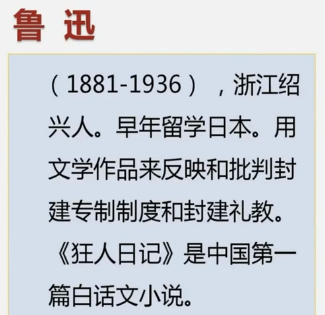 鲁 迅
（1881-1936），浙江绍
兴人。早年留学日本。用
文学作品来反映和批判封
建专制制度和封建礼教。
《狂人日记》是中国第一
篇白话文小说。